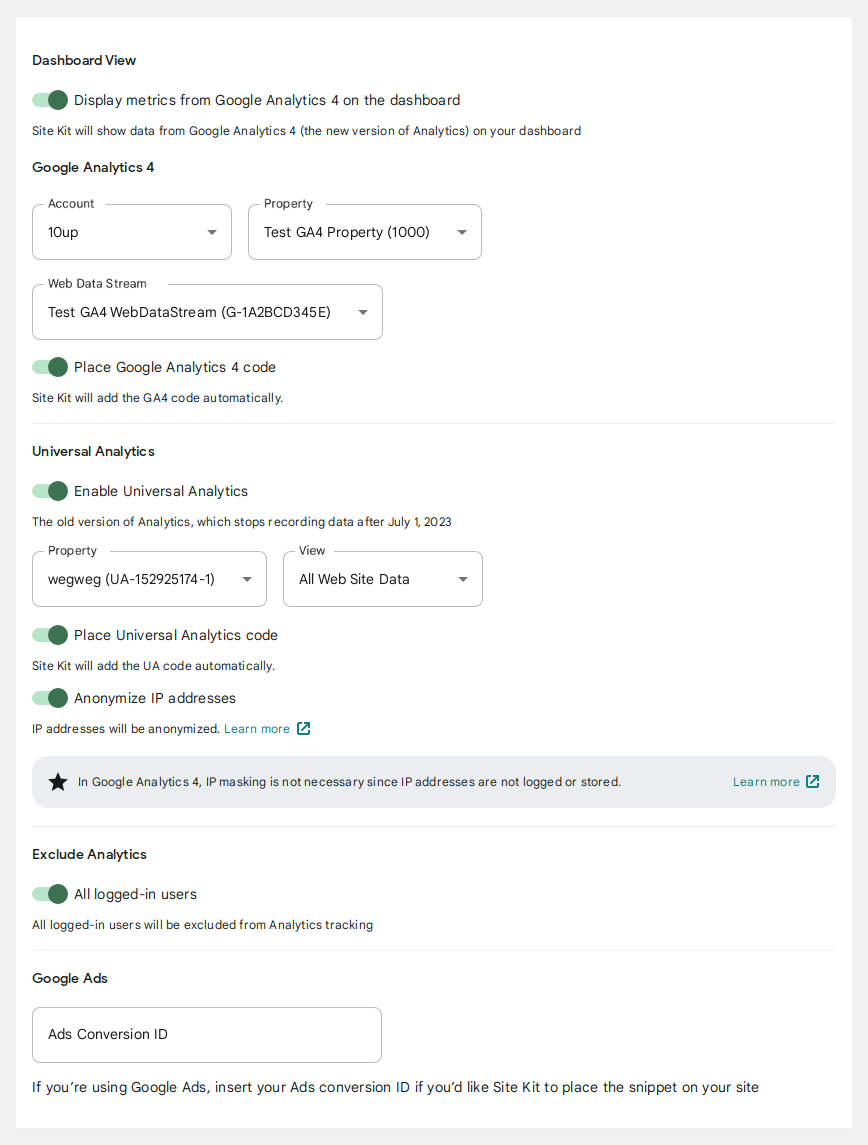 Dashboard View
Display metrics from Google Analytics 4 on the dashboard
Site Kit will show data from Google Analytics 4 (the new version of Analytics) on your dashboard
Google Analytics 4
Account
Property
10up
Test GA4 Property (1000)
Web Data Stream
Test GA4 WebDataStream (G-1A2BCD345E)
Place Google Analytics 4 code
Site Kit will add the GA4 code automatically.
Universal Analytics
Enable Universal Analytics
The old version of Analytics, which stops recording data after July 1, 2023
Property
View
wegweg (UA-152925174-1)
All Web Site Data
Place Universal Analytics code
Site Kit will add the UA code automatically.
Anonymize IP addresses
IP addresses will be anonymized. Learn more
In Google Analytics 4, IP masking is not necessary since IP addresses are not logged or stored.
Learn more
Exclude Analytics
All logged-in users
All logged-in users will be excluded from Analytics tracking
Google Ads
Ads Conversion ID
If you’re using Google Ads, insert your Ads conversion ID if you’d like Site Kit to place the snippet on your site